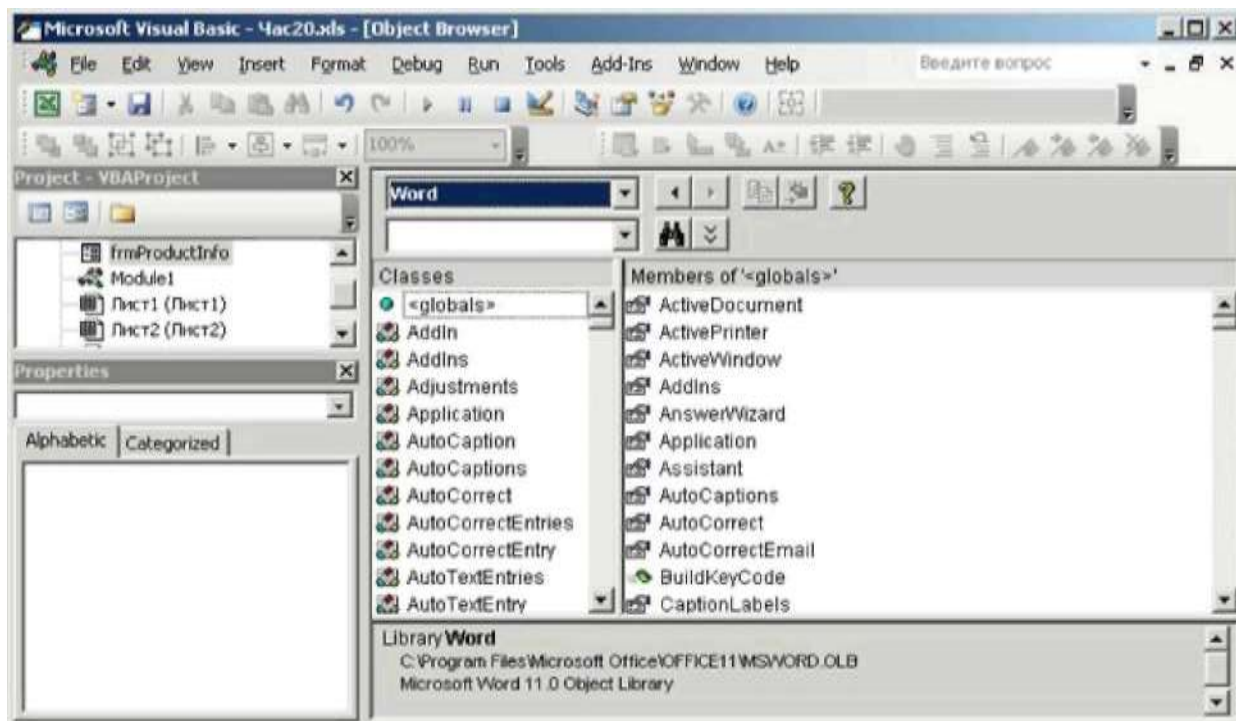 Microsoft Visual Basic - Час20.xls - [Object Browser]
File Edit View Insert Format Debug Run Tools Add-Ins Window Help Введите вопрос
100%
Project - VBAProject
frmProductInfo
Module1
Лист1 (Лист1)
Лист2 (Лист2)
Properties
Alphabetic Categorized
Word
Classes
<globals>
AddIn
AddIns
Adjustments
Application
AutoCaption
AutoCaptions
AutoCorrect
AutoCorrectEntries
AutoCorrectEntry
AutoTextEntries
AutoTextEntry
Members of '<globals>'
ActiveDocument
ActivePrinter
ActiveWindow
AddIns
AnswerWizard
Application
Assistant
AutoCaptions
AutoCorrect
AutoCorrectEmail
BuildKeyCode
CaptionLabels
Library Word
C:\Program Files\Microsoft Office\OFFICE11\MSWORD.OLB
Microsoft Word 11.0 Object Library